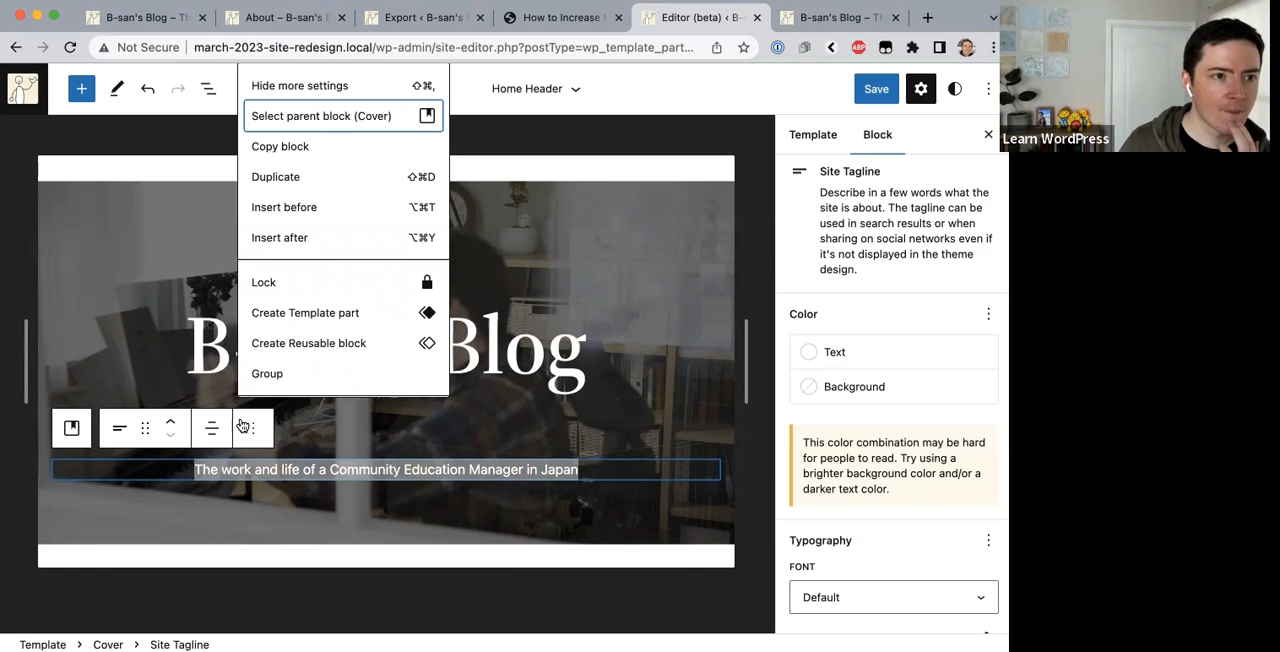 B-san's Blog – Th
About – B-san's B
Export ‹ B-san's
How to Increase
Editor (beta) ‹ B-
B-san's Blog – Th
Not Secure
march-2023-site-redesign.local/wp-admin/site-editor.php?postType=wp_template_part...
ABP
Home Header
Save
Learn WordPress
Hide more settings ⇧⌘,
Select parent block (Cover)
Copy block
Duplicate ⇧⌘D
Insert before ⌥⌘T
Insert after ⌥⌘Y
Lock
Create Template part
Create Reusable block
Group
Blog
The work and life of a Community Education Manager in Japan
Template
Block
Site Tagline
Describe in a few words what the
site is about. The tagline can be
used in search results or when
sharing on social networks even if
it's not displayed in the theme
design.
Color
Text
Background
This color combination may be hard
for people to read. Try using a
brighter background color and/or a
darker text color.
Typography
FONT
Default
Template > Cover > Site Tagline